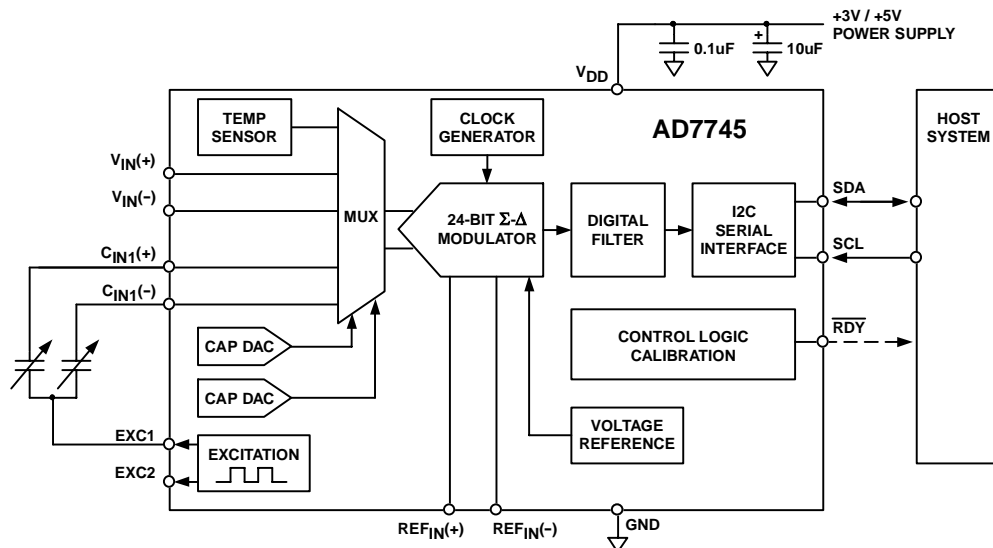 +3V / +5V
POWER SUPPLY
0.1uF
+
10uF
VDD
TEMP
SENSOR
CLOCK
GENERATOR
AD7745
HOST
SYSTEM
VIN(+)
VIN(−)
MUX
24-BIT Σ-Δ
MODULATOR
DIGITAL
FILTER
I2C
SERIAL
INTERFACE
SDA
SCL
CIN1(+)
CIN1(−)
CAP DAC
CAP DAC
CONTROL LOGIC
CALIBRATION
RDY
VOLTAGE
REFERENCE
EXC1
EXC2
EXCITATION
REFIN(+)
REFIN(−)
GND